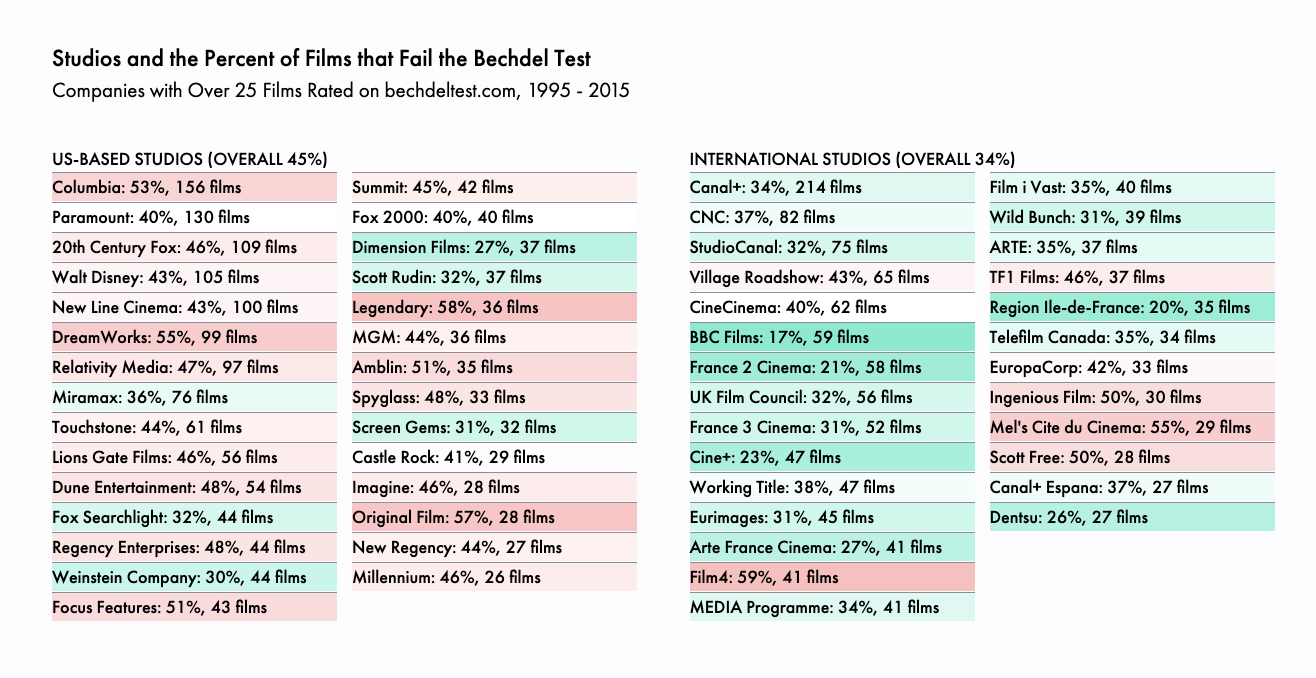 Studios and the Percent of Films that Fail the Bechdel Test
Companies with Over 25 Films Rated on bechdeltest.com, 1995 - 2015
US-BASED STUDIOS (OVERALL 45%)
Columbia: 53%, 156 films
Paramount: 40%, 130 films
20th Century Fox: 46%, 109 films
Walt Disney: 43%, 105 films
New Line Cinema: 43%, 100 films
DreamWorks: 55%, 99 films
Relativity Media: 47%, 97 films
Miramax: 36%, 76 films
Touchstone: 44%, 61 films
Lions Gate Films: 46%, 56 films
Dune Entertainment: 48%, 54 films
Fox Searchlight: 32%, 44 films
Regency Enterprises: 48%, 44 films
Weinstein Company: 30%, 44 films
Focus Features: 51%, 43 films
Summit: 45%, 42 films
Fox 2000: 40%, 40 films
Dimension Films: 27%, 37 films
Scott Rudin: 32%, 37 films
Legendary: 58%, 36 films
MGM: 44%, 36 films
Amblin: 51%, 35 films
Spyglass: 48%, 33 films
Screen Gems: 31%, 32 films
Castle Rock: 41%, 29 films
Imagine: 46%, 28 films
Original Film: 57%, 28 films
New Regency: 44%, 27 films
Millennium: 46%, 26 films
INTERNATIONAL STUDIOS (OVERALL 34%)
Canal+: 34%, 214 films
CNC: 37%, 82 films
StudioCanal: 32%, 75 films
Village Roadshow: 43%, 65 films
CineCinema: 40%, 62 films
BBC Films: 17%, 59 films
France 2 Cinema: 21%, 58 films
UK Film Council: 32%, 56 films
France 3 Cinema: 31%, 52 films
Cine+: 23%, 47 films
Working Title: 38%, 47 films
Eurimages: 31%, 45 films
Arte France Cinema: 27%, 41 films
Film4: 59%, 41 films
MEDIA Programme: 34%, 41 films
Film i Vast: 35%, 40 films
Wild Bunch: 31%, 39 films
ARTE: 35%, 37 films
TF1 Films: 46%, 37 films
Region Ile-de-France: 20%, 35 films
Telefilm Canada: 35%, 34 films
EuropaCorp: 42%, 33 films
Ingenious Film: 50%, 30 films
Mel's Cite du Cinema: 55%, 29 films
Scott Free: 50%, 28 films
Canal+ Espana: 37%, 27 films
Dentsu: 26%, 27 films